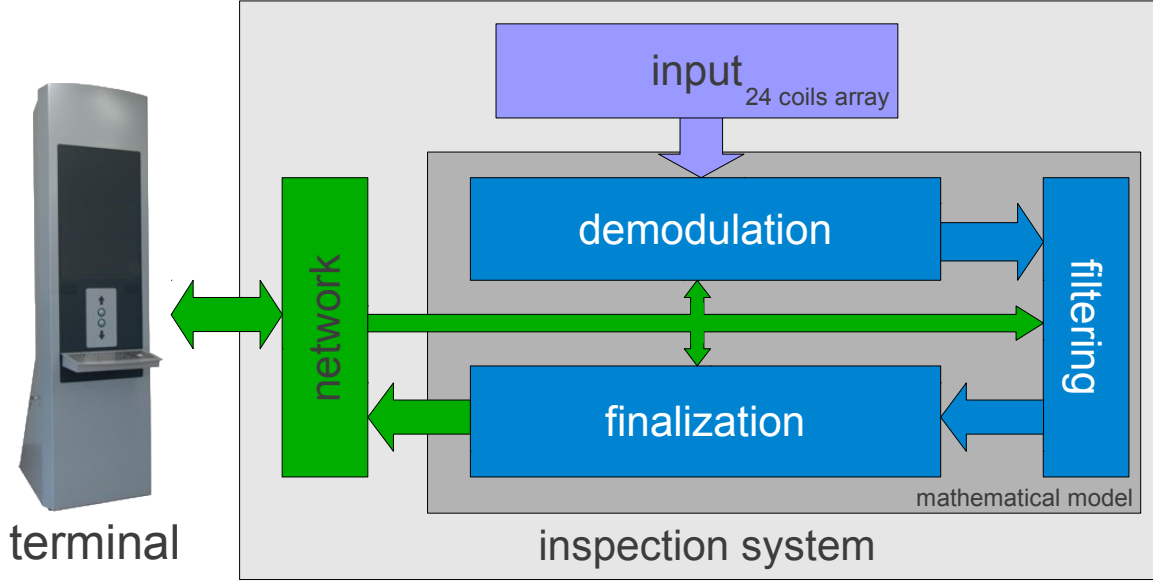 input
24 coils array
demodulation
network
filtering
finalization
mathematical model
terminal
inspection system